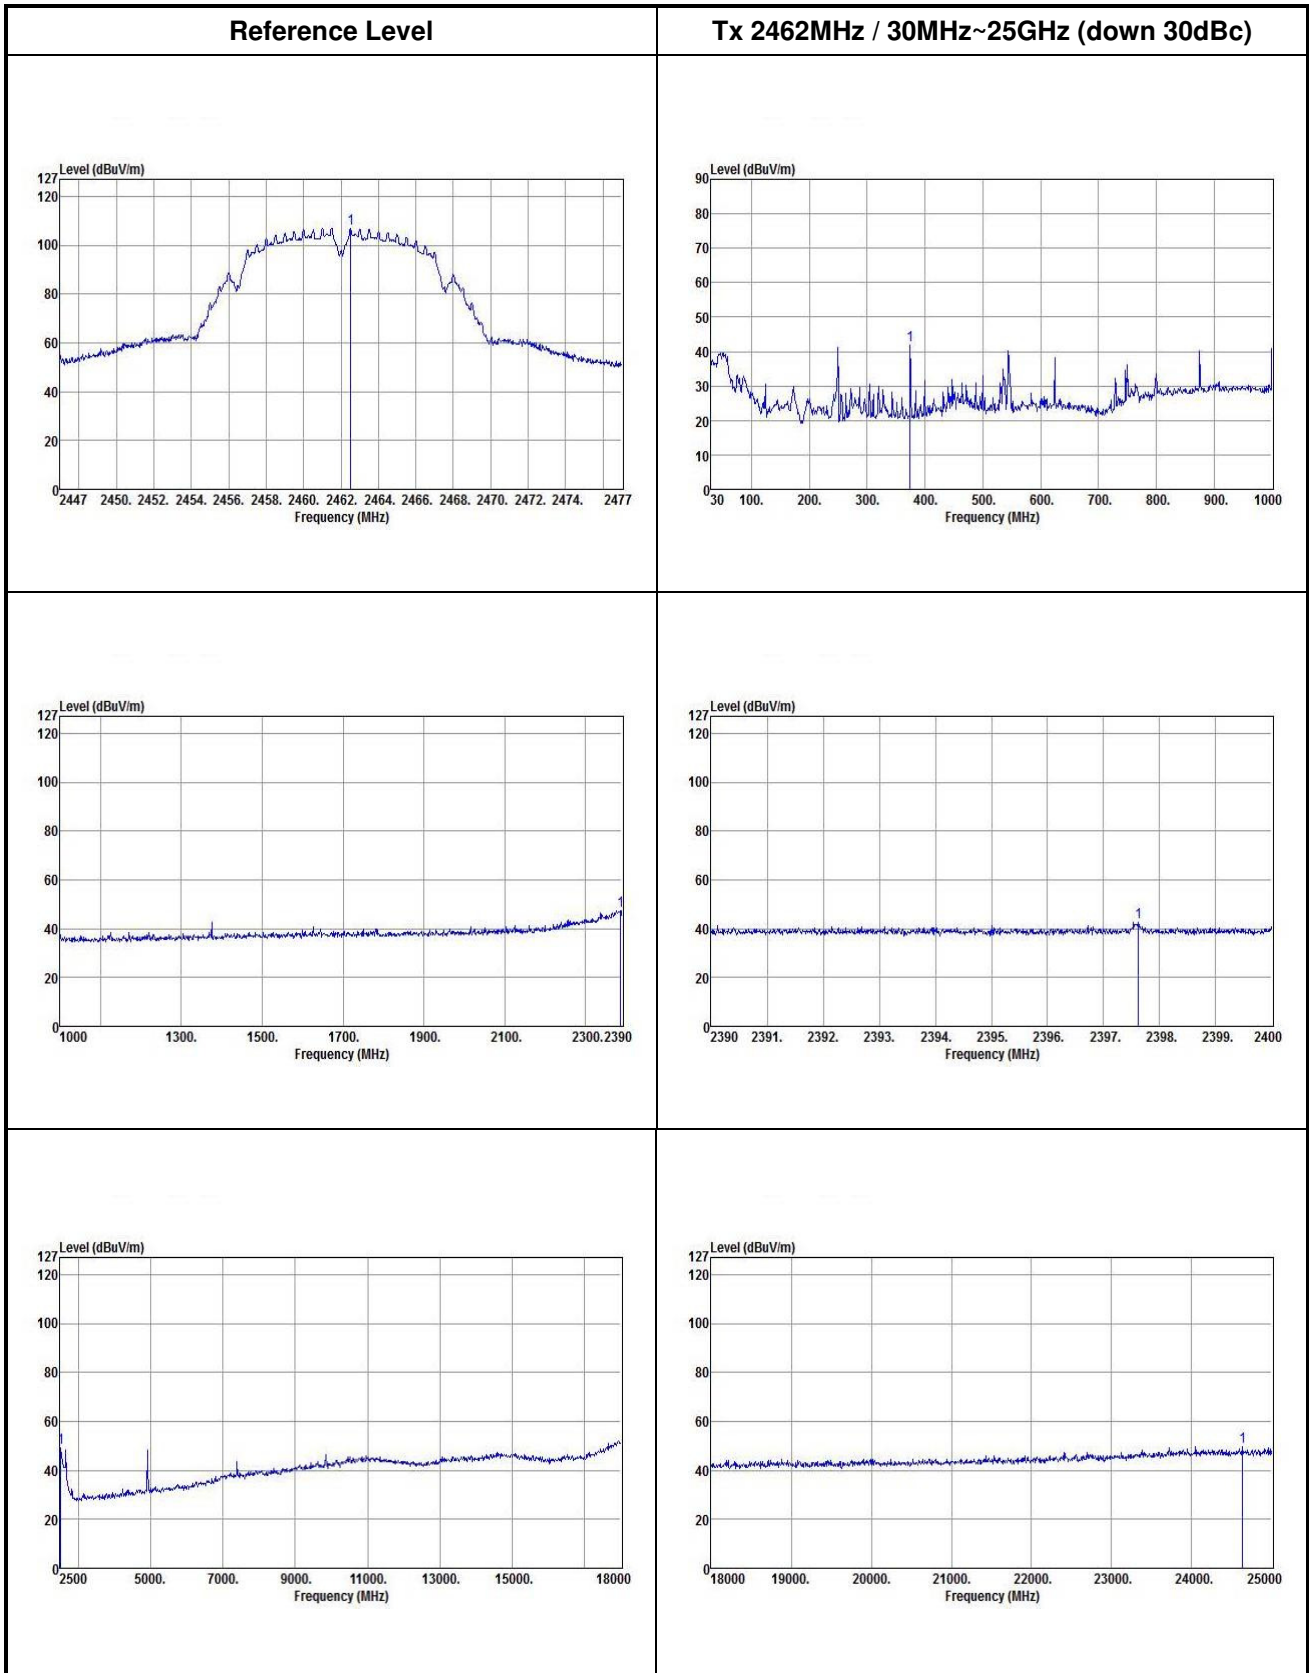 Reference Level
Tx 2462MHz / 30MHz~25GHz (down 30dBc)
Level (dBuV/m)
127
120
100
80
60
40
20
0
1
2447 2450. 2452. 2454. 2456. 2458. 2460. 2462. 2464. 2466. 2468. 2470. 2472. 2474. 2477
Frequency (MHz)
Level (dBuV/m)
90
80
70
60
50
40
30
20
10
0
1
30 100. 200. 300. 400. 500. 600. 700. 800. 900. 1000
Frequency (MHz)
Level (dBuV/m)
127
120
100
80
60
40
20
0
1
1000 1300. 1500. 1700. 1900. 2100. 2300. 2390
Frequency (MHz)
Level (dBuV/m)
127
120
100
80
60
40
20
0
1
2390 2391. 2392. 2393. 2394. 2395. 2396. 2397. 2398. 2399. 2400
Frequency (MHz)
Level (dBuV/m)
127
120
100
80
60
40
20
0
1
2500 5000. 7000. 9000. 11000. 13000. 15000. 18000
Frequency (MHz)
Level (dBuV/m)
127
120
100
80
60
40
20
0
1
18000 19000. 20000. 21000. 22000. 23000. 24000. 25000
Frequency (MHz)